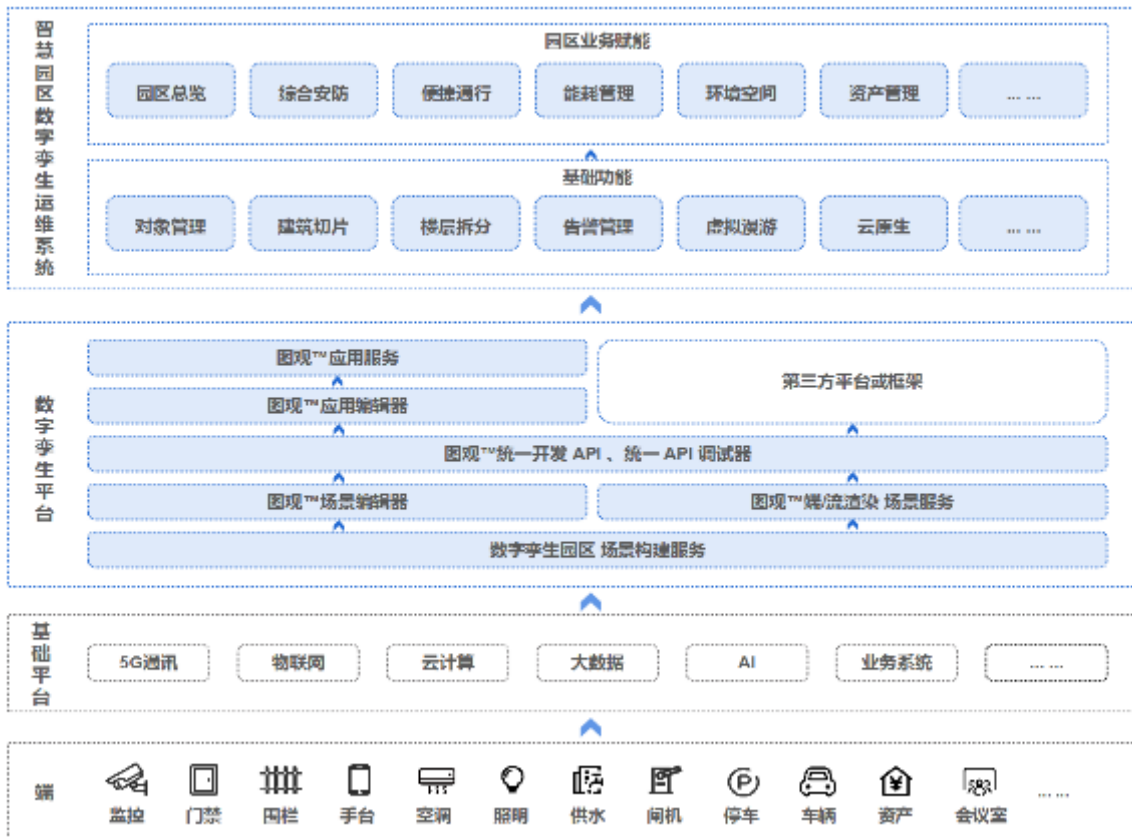 智慧园区数字孪生运维系统
园区业务赋能
园区总览 综合安防 便捷通行 能耗管理 环境空间 资产管理 ... ...
基础功能
对象管理 建筑切片 楼层拆分 告警管理 虚拟漫游 云原生 ... ...
数字孪生平台
图观™应用服务
第三方平台或框架
图观™应用编辑器
图观™统一开发 API 、统一 API 调试器
图观™场景编辑器 图观™端/流渲染 场景服务
数字孪生园区 场景构建服务
基础平台
5G通讯 物联网 云计算 大数据 AI 业务系统 ... ...
端
监控 门禁 围栏 手台 空调 照明 供水 闸机 停车 车辆 资产 会议室 ... ...